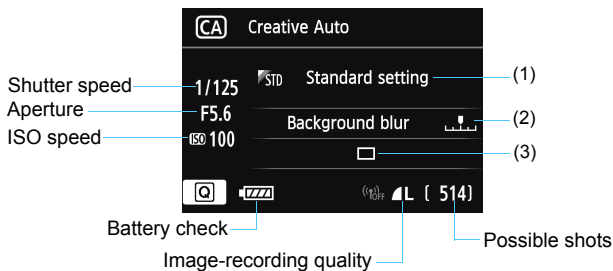 CA Creative Auto
Shutter speed
1/125
STD Standard setting
(1)
Aperture
F5.6
ISO speed
ISO 100
Background blur
(2)
(3)
Q
OFF
L [ 514]
Battery check
Image-recording quality
Possible shots